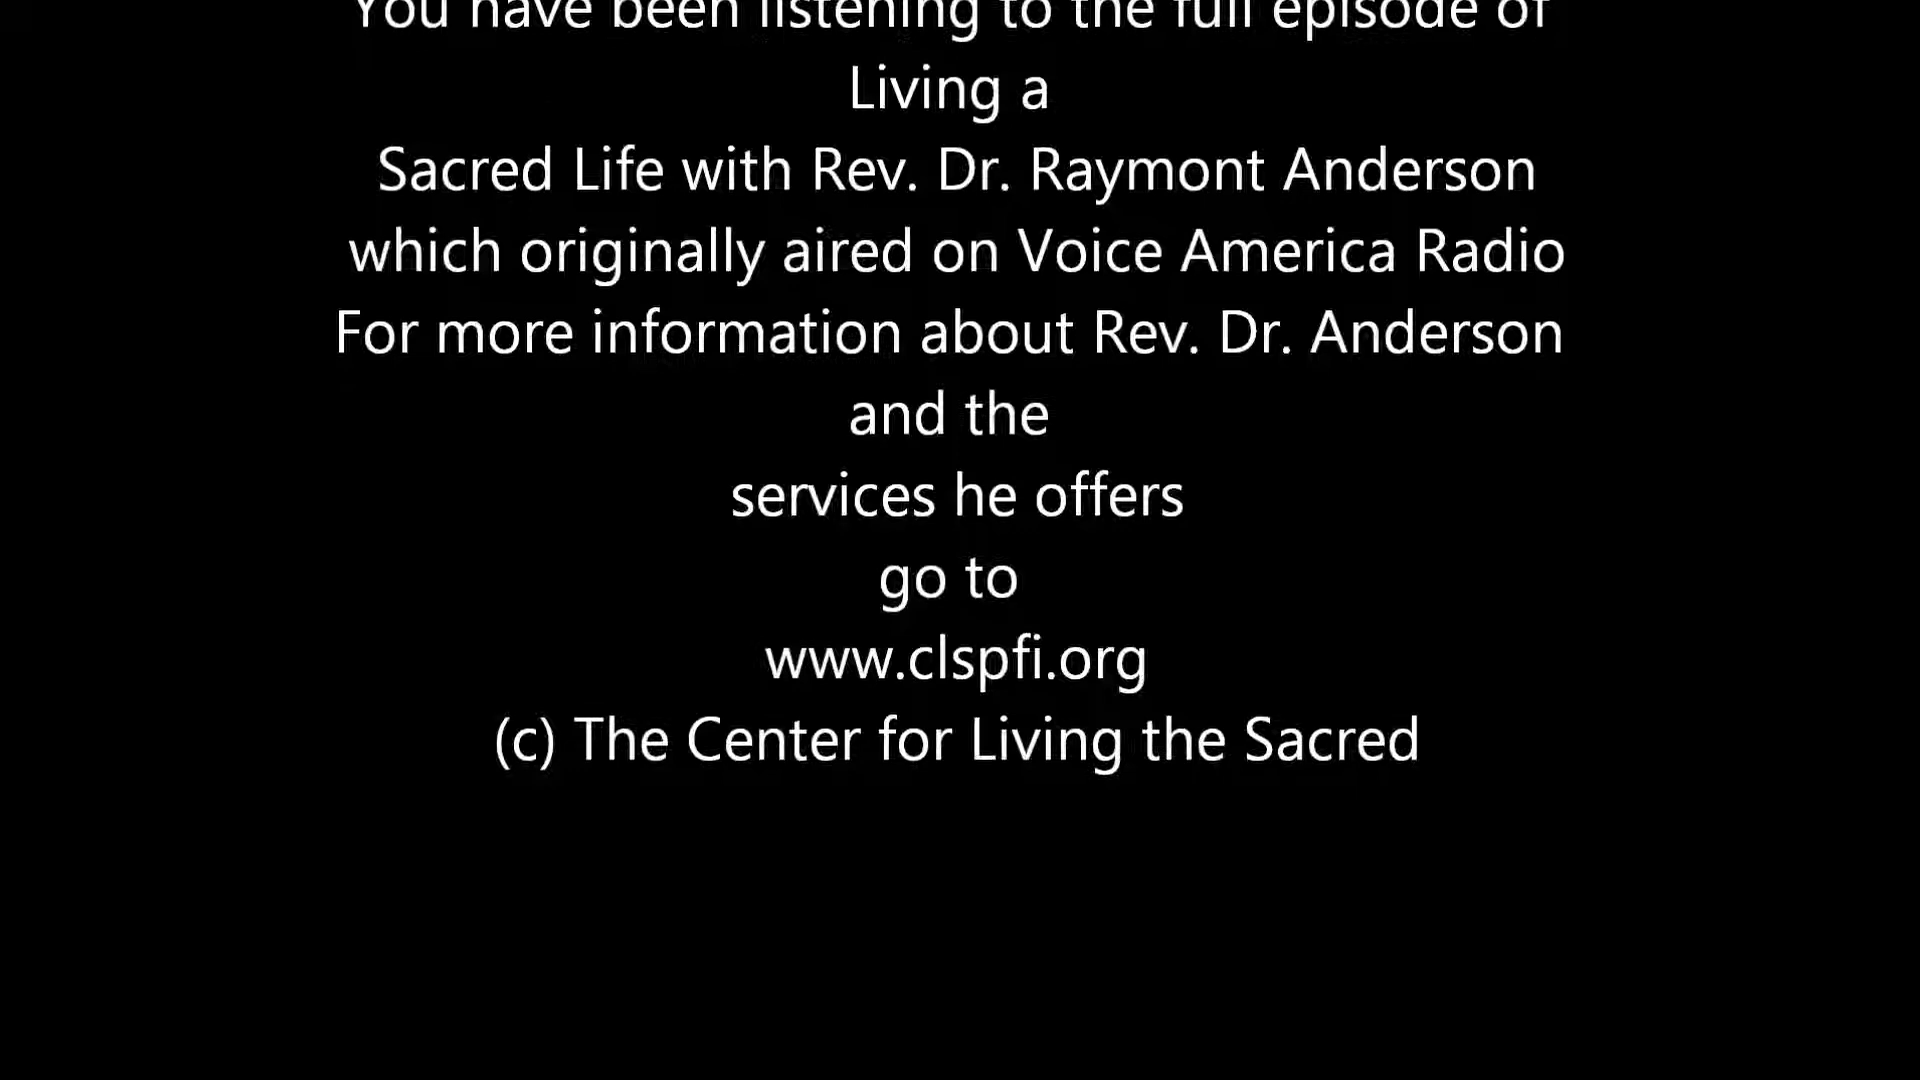 You have been listening to the full episode of
Living a
Sacred Life with Rev. Dr. Raymont Anderson
which originally aired on Voice America Radio
For more information about Rev. Dr. Anderson
and the
services he offers
go to
www.clspfi.org
(c) The Center for Living the Sacred